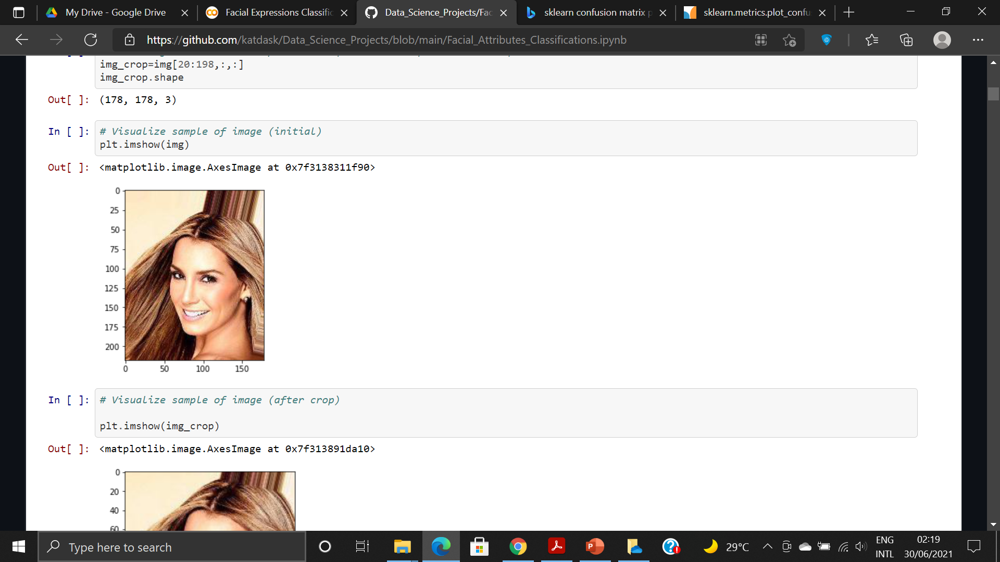 My Drive - Google Drive
Facial Expressions Classific
Data_Science_Projects/Fac
sklearn confusion matrix p
sklearn.metrics.plot_confu
https://github.com/katdask/Data_Science_Projects/blob/main/Facial_Attributes_Classifications.ipynb
img_crop=img[20:198,:,:]
img_crop.shape
Out[ ]: (178, 178, 3)
In [ ]: # Visualize sample of image (initial)
plt.imshow(img)
Out[ ]: <matplotlib.image.AxesImage at 0x7f3138311f90>
0
25
50
75
100
125
150
175
200
0 50 100 150
In [ ]: # Visualize sample of image (after crop)
plt.imshow(img_crop)
Out[ ]: <matplotlib.image.AxesImage at 0x7f313891da10>
0
20
40
60
Type here to search
29°C
ENG
INTL
02:19
30/06/2021